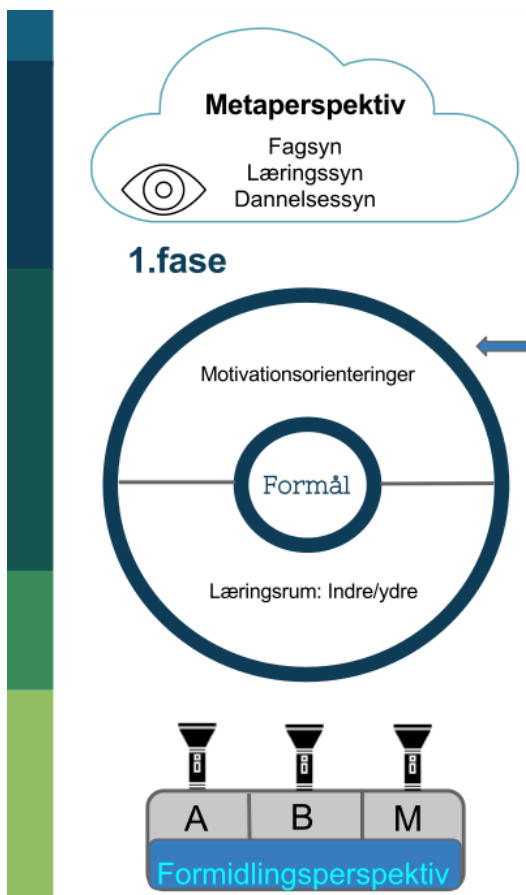 Metaperspektiv
Fagsyn
Læringssyn
Dannelsessyn
1.fase
Motivationsorienteringer
Formål
Læringsrum: Indre/ydre
A B M
Formidlingsperspektiv